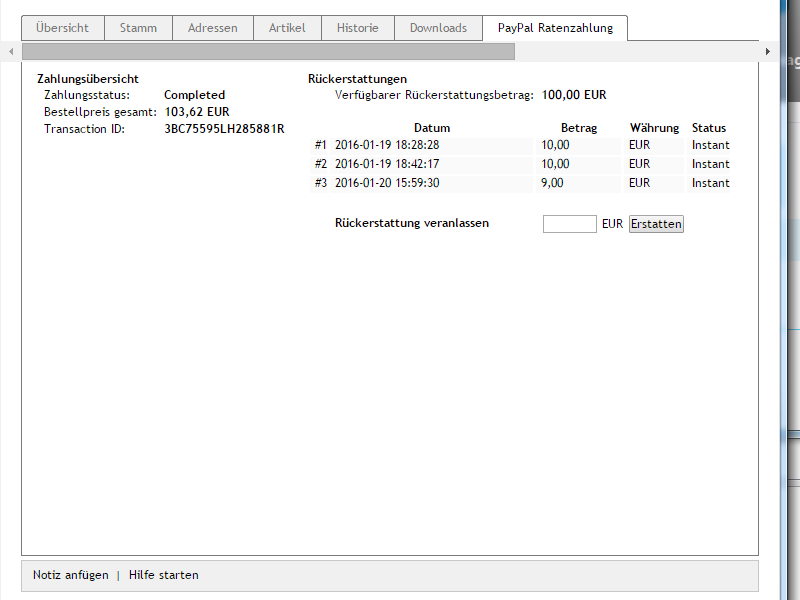 Übersicht Stamm Adressen Artikel Historie Downloads PayPal Ratenzahlung
Zahlungsübersicht
Zahlungsstatus: Completed
Bestellpreis gesamt: 103,62 EUR
Transaction ID: 3BC75595LH285881R
Rückerstattungen
Verfügbarer Rückerstattungsbetrag: 100,00 EUR
Datum Betrag Währung Status
#1 2016-01-19 18:28:28 10,00 EUR Instant
#2 2016-01-19 18:42:17 10,00 EUR Instant
#3 2016-01-20 15:59:30 9,00 EUR Instant
Rückerstattung veranlassen EUR Erstatten
Notiz anfügen | Hilfe starten